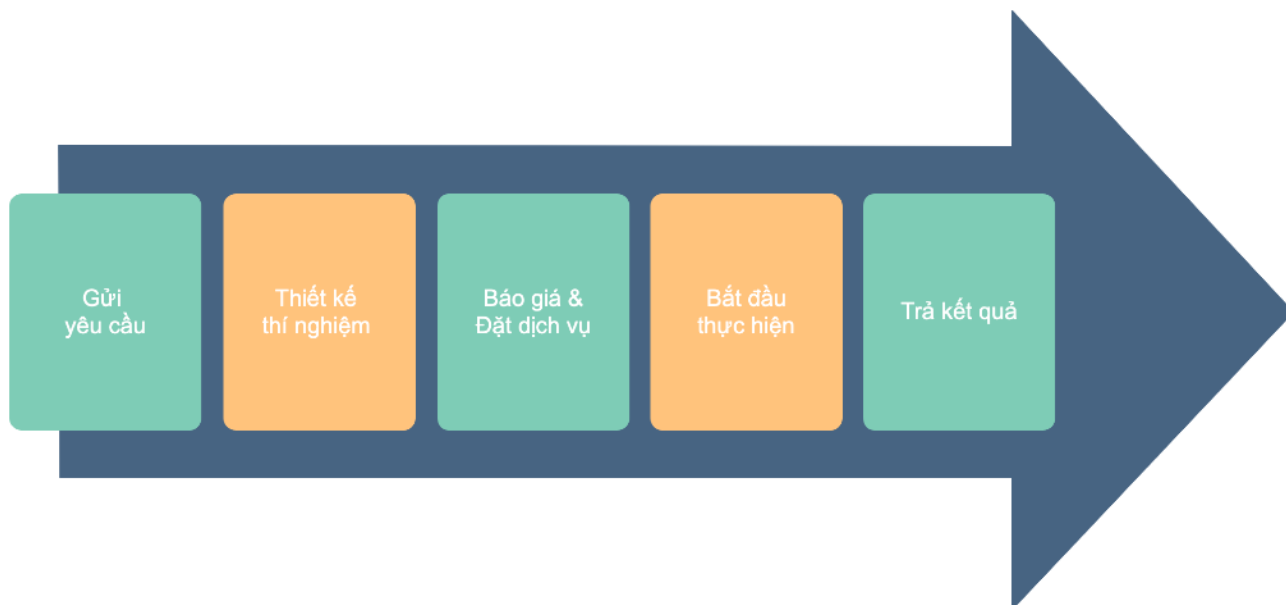 Gửi
yêu cầu
Thiết kế
thí nghiệm
Báo giá &
Đặt dịch vụ
Bắt đầu
thực hiện
Trả kết quả